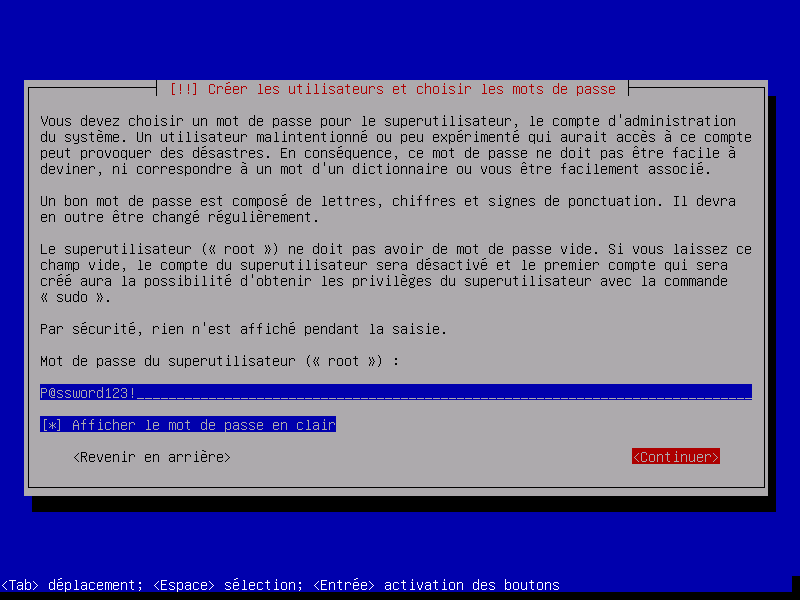 [!!] Créer les utilisateurs et choisir les mots de passe
Vous devez choisir un mot de passe pour le superutilisateur, le compte d'administration
du système. Un utilisateur malintentionné ou peu expérimenté qui aurait accès à ce compte
peut provoquer des désastres. En conséquence, ce mot de passe ne doit pas être facile à
deviner, ni correspondre à un mot d'un dictionnaire ou vous être facilement associé.
Un bon mot de passe est composé de lettres, chiffres et signes de ponctuation. Il devra
en outre être changé régulièrement.
Le superutilisateur (« root ») ne doit pas avoir de mot de passe vide. Si vous laissez ce
champ vide, le compte du superutilisateur sera désactivé et le premier compte qui sera
créé aura la possibilité d'obtenir les privilèges du superutilisateur avec la commande
« sudo ».
Par sécurité, rien n'est affiché pendant la saisie.
Mot de passe du superutilisateur (« root ») :
P@ssword123!
[*] Afficher le mot de passe en clair
<Revenir en arrière> <Continuer>
<Tab> déplacement; <Espace> sélection; <Entrée> activation des boutons